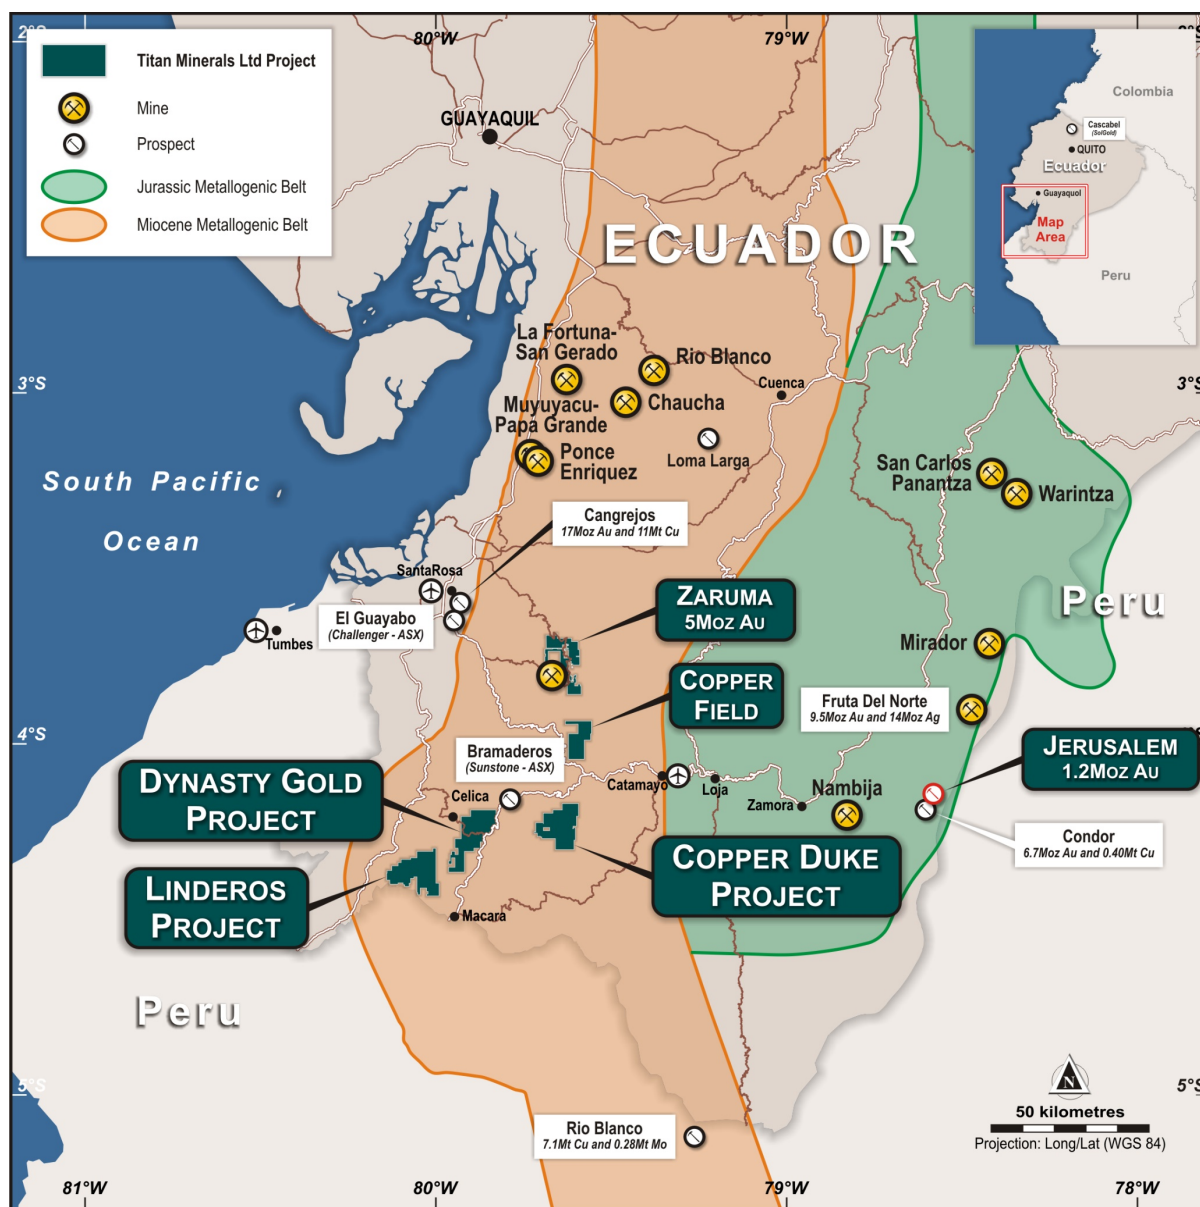 2°S
80°W
79°W
Titan Minerals Ltd Project
Mine
Prospect
Jurassic Metallogenic Belt
Miocene Metallogenic Belt
Colombia
Cascabel
(SolGold)
QUITO
Ecuador
Guayaquol
Map
Area
Peru
GUAYAQUIL
ECUADOR
La Fortuna-
San Gerado
Rio Blanco
Cuenca
3°S
3°S
Chaucha
Muyuyacu-
Papa Grande
Ponce
Enriquez
Loma Larga
San Carlos
Panantza
Warintza
South Pacific
Ocean
Cangrejos
17Moz Au and 11Mt Cu
SantaRosa
El Guayabo
(Challenger - ASX)
Tumbes
ZARUMA
5MOZ AU
Peru
Mirador
COPPER
FIELD
Fruta Del Norte
9.5Moz Au and 14Moz Ag
4°S
Bramaderos
(Sunstone - ASX)
JERUSALEM
1.2MOZ AU
DYNASTY GOLD
PROJECT
Celica
Catamayo
Loja
Zamora
Nambija
Condor
6.7Moz Au and 0.40Mt Cu
COPPER DUKE
PROJECT
LINDEROS
PROJECT
Macará
Peru
5°S
5°S
N
50 kilometres
Projection: Long/Lat (WGS 84)
Rio Blanco
7.1Mt Cu and 0.28Mt Mo
81°W
80°W
79°W
78°W